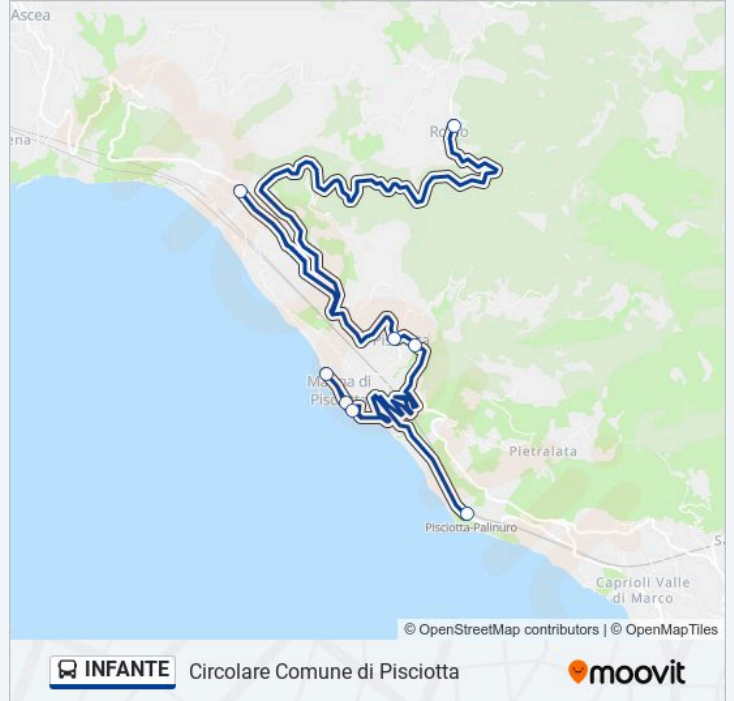 Ascea
ena
Marina di
Pisciotta
Pietralata
Pisciotta-Palinuro
Caprioli Valle
di Marco
© OpenStreetMap contributors | © OpenMapTiles
INFANTE Circolare Comune di Pisciotta moovit